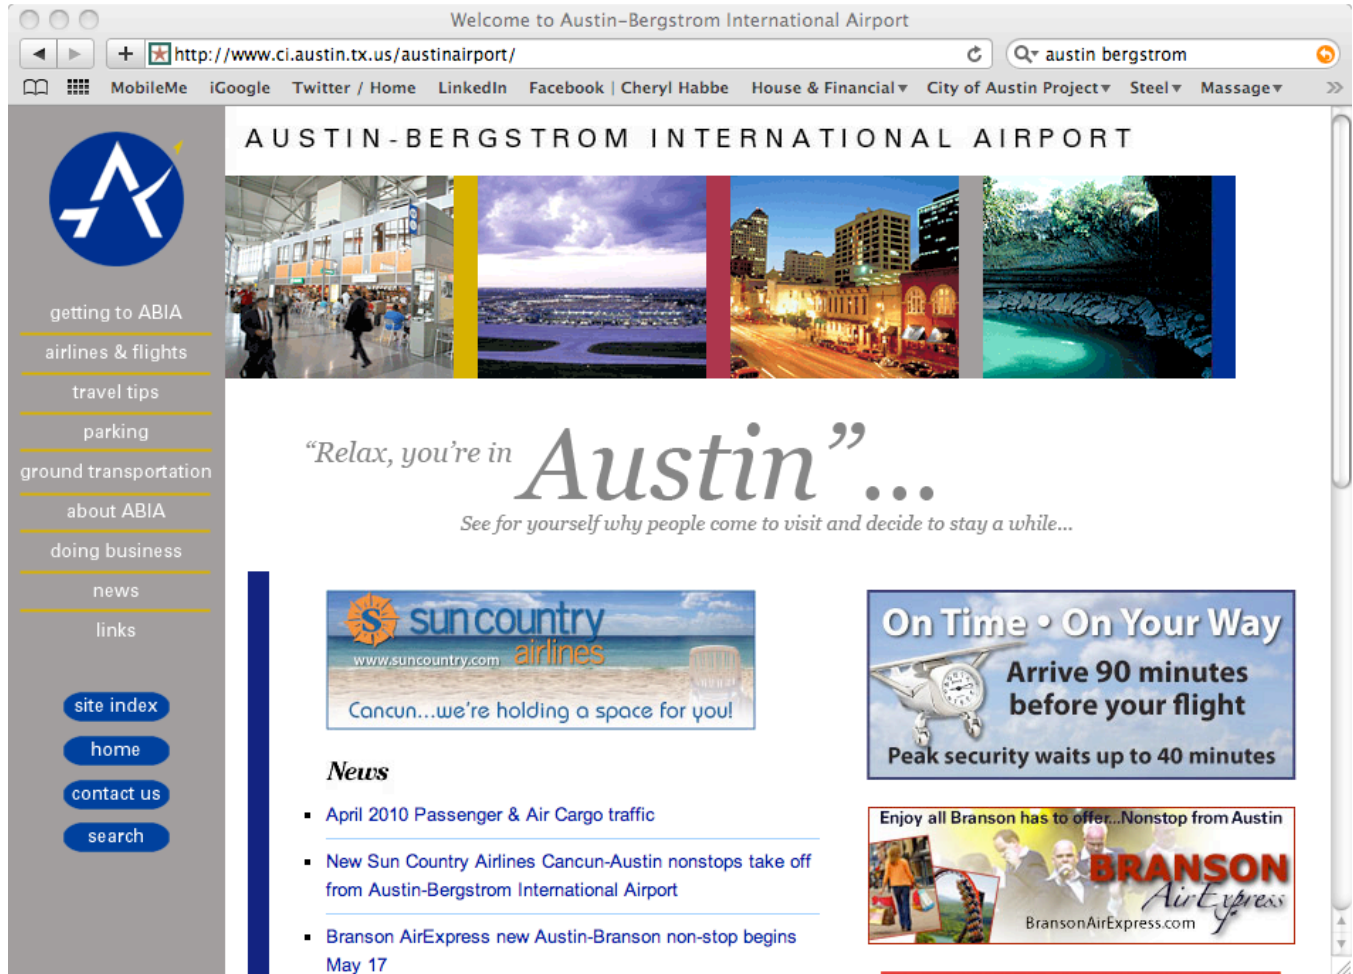 Welcome to Austin–Bergstrom International Airport
http://www.ci.austin.tx.us/austinairport/
austin bergstrom
MobileMe iGoogle Twitter / Home LinkedIn Facebook | Cheryl Habbe House & Financial City of Austin Project Steel Massage
AUSTIN-BERGSTROM INTERNATIONAL AIRPORT
getting to ABIA
airlines & flights
travel tips
parking
ground transportation
about ABIA
doing business
news
links
site index
home
contact us
search
“Relax, you’re in Austin”...
See for yourself why people come to visit and decide to stay a while...
sun country
airlines
www.suncountry.com
Cancun...we're holding a space for you!
On Time • On Your Way
Arrive 90 minutes
before your flight
Peak security waits up to 40 minutes
News
April 2010 Passenger & Air Cargo traffic
New Sun Country Airlines Cancun-Austin nonstops take off
from Austin-Bergstrom International Airport
Branson AirExpress new Austin-Branson non-stop begins
May 17
Enjoy all Branson has to offer...Nonstop from Austin
BRANSON
AirExpress
BransonAirExpress.com